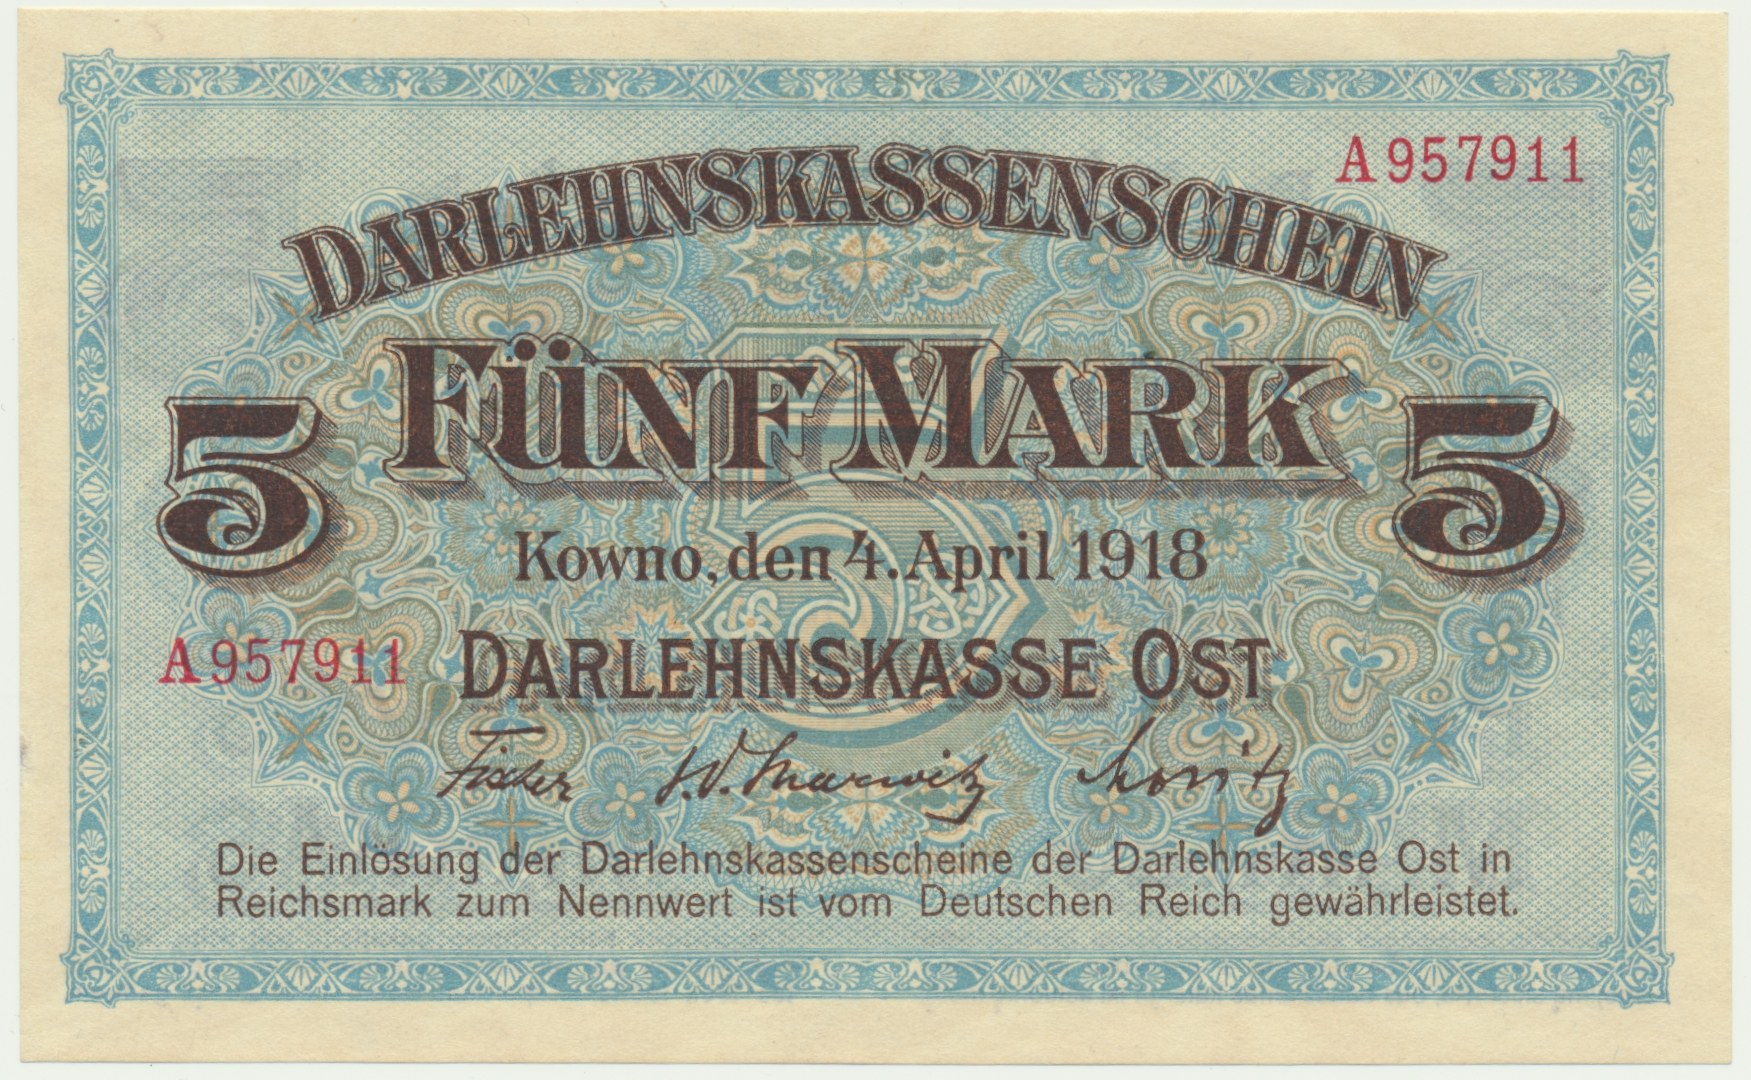 A957911
DARLEHNSKASSENSCHEIN
FÜNF MARK
5 5
Kowno, den 4. April 1918
A957911
DARLEHNSKASSE OST
Fischer
Die Einlösung der Darlehnskassenscheine der Darlehnskasse Ost in
Reichsmark zum Nennwert ist vom Deutschen Reich gewährleistet.